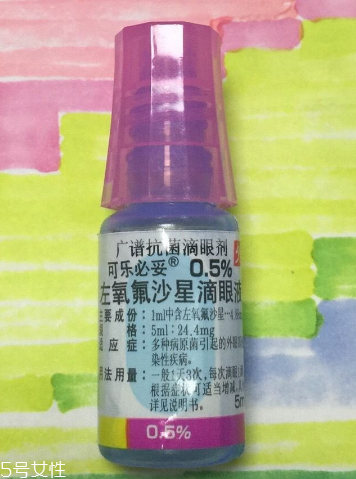 广谱抗菌滴眼剂
可乐必妥® 0.5%
左氧氟沙星滴眼液
主要成份：1ml中含左氧氟沙星…4.
规格：5ml：24.4mg
适应症：多种病原菌引起的外眼
染性疾病。
用法用量：一般1天3次，每次滴眼
根据症状可适当增减。
详见说明书。
5m
0.5%
5号女性